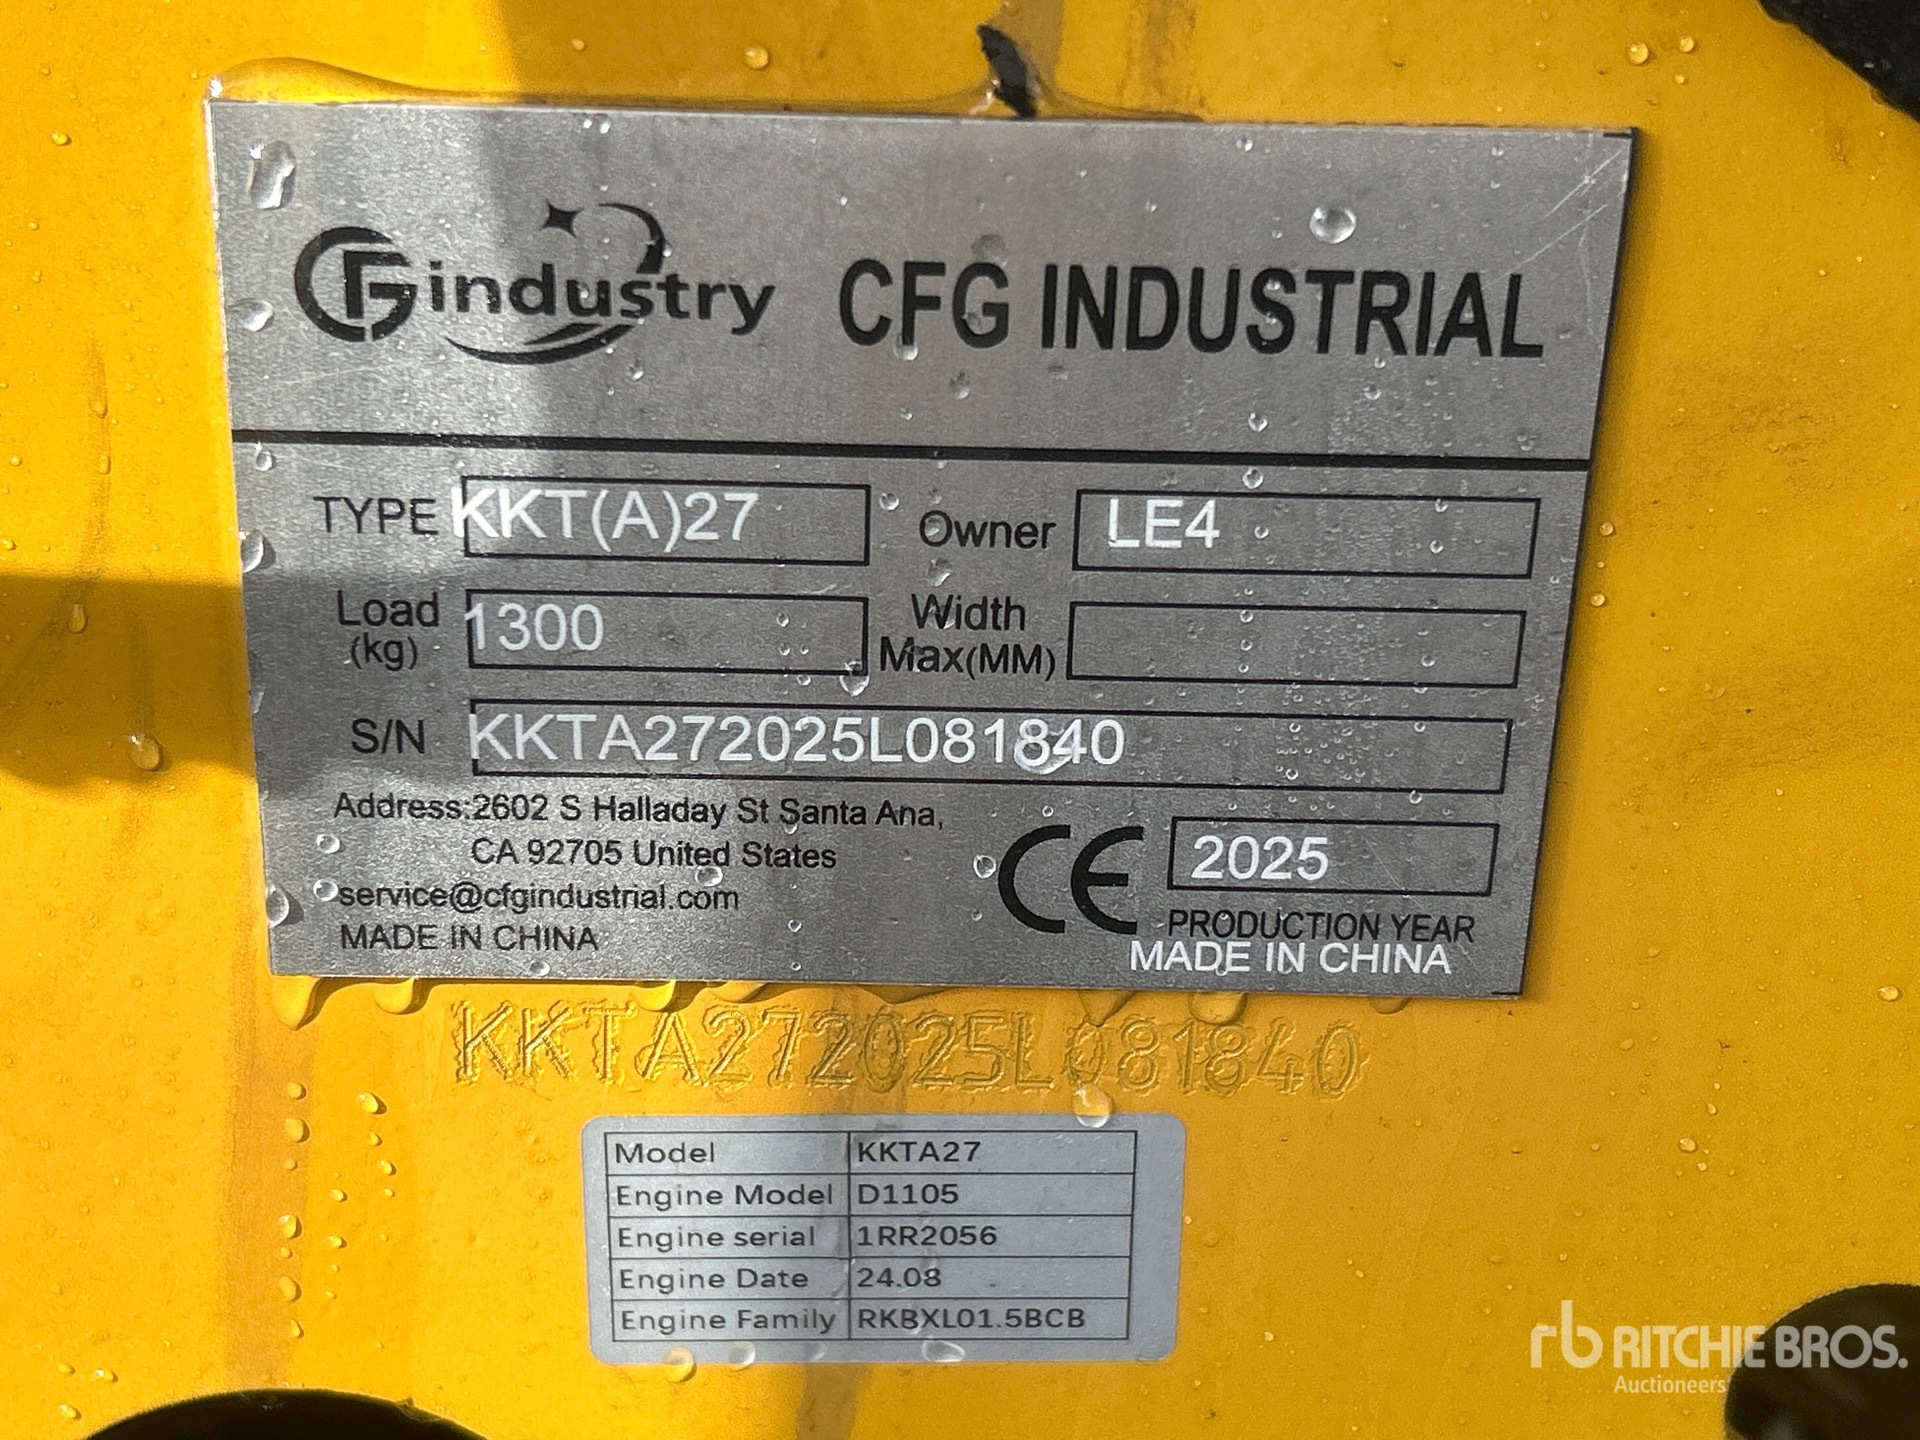 CFG industry CFG INDUSTRIAL
TYPE KKT(A)27 Owner LE4
Load (kg) 1300 Width Max(MM)
S/N KKTA272025L081840
Address:2602 S Halladay St Santa Ana,
CA 92705 United States
service@cfgindustrial.com
MADE IN CHINA
CE 2025
PRODUCTION YEAR
MADE IN CHINA
KKTA272025L081840
Model KKTA27
Engine Model D1105
Engine serial 1RR2056
Engine Date 24.08
Engine Family RKBXL01.5BCB
rb RITCHIE BROS.
Auctioneers